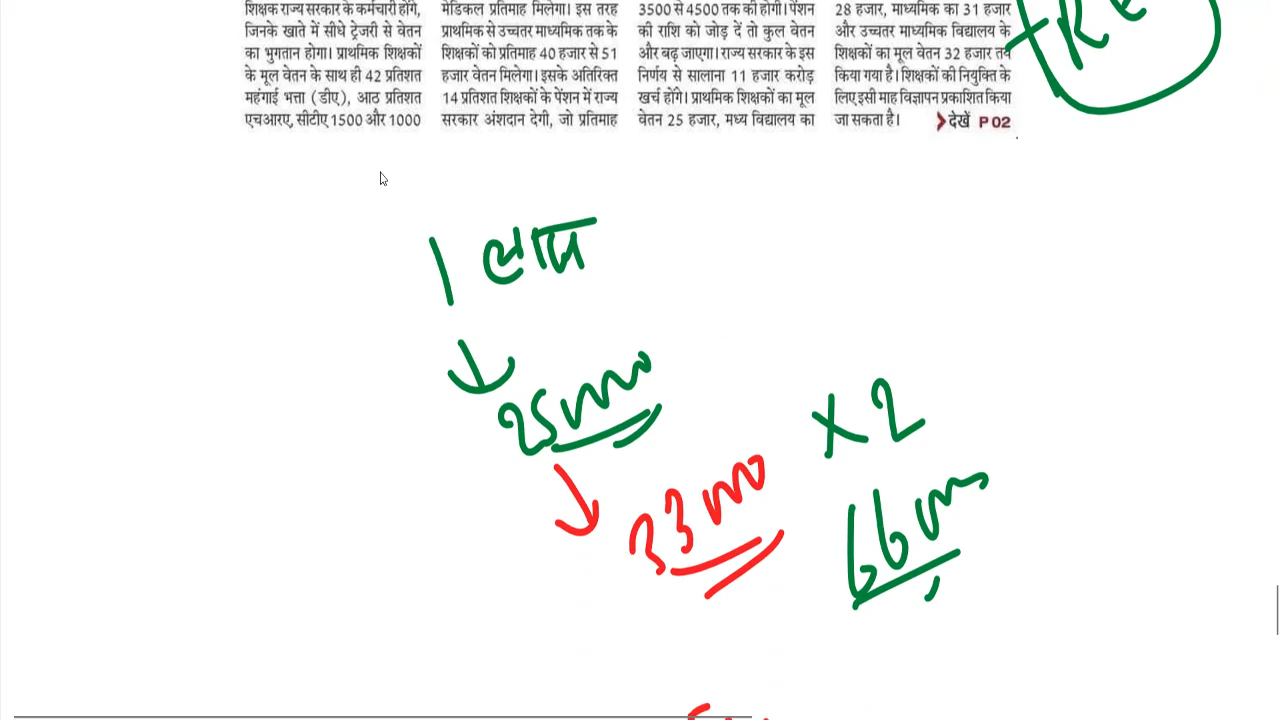 शिक्षक राज्य सरकार के कर्मचारी होंगे,
जिनके खाते में सीधे ट्रेजरी से वेतन
का भुगतान होगा। प्राथमिक शिक्षकों
के मूल वेतन के साथ ही 42 प्रतिशत
महंगाई भत्ता (डीए), आठ प्रतिशत
एचआरए, सीटीए 1500 और 1000
मेडिकल प्रतिमाह मिलेगा। इस तरह
प्राथमिक से उच्चतर माध्यमिक तक के
शिक्षकों को प्रतिमाह 40 हजार से 51
हजार वेतन मिलेगा। इसके अतिरिक्त
14 प्रतिशत शिक्षकों के पेंशन में राज्य
सरकार अंशदान देगी, जो प्रतिमाह
3500 से 4500 तक की होगी। पेंशन
की राशि को जोड़ दें तो कुल वेतन
और बढ़ जाएगा। राज्य सरकार के इस
निर्णय से सालाना 11 हजार करोड़
खर्च होंगे। प्राथमिक शिक्षकों का मूल
वेतन 25 हजार, मध्य विद्यालय का
28 हजार, माध्यमिक का 31 हजार
और उच्चतर माध्यमिक विद्यालय के
शिक्षकों का मूल वेतन 32 हजार तय
किया गया है। शिक्षकों की नियुक्ति के
लिए इसी माह विज्ञापन प्रकाशित किया
जा सकता है।
देखें P 02
1
25000
33000
×2
66000